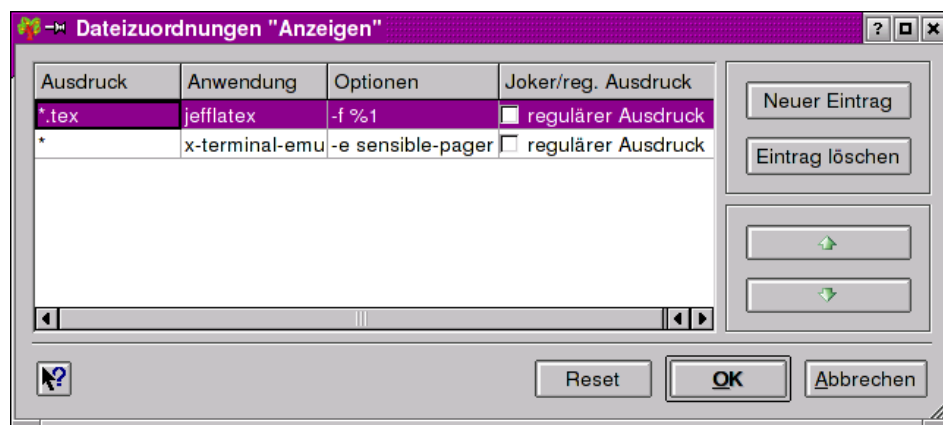 Dateizuordnungen "Anzeigen"
Ausdruck Anwendung Optionen Joker/reg. Ausdruck
*.tex jefflatex -f %1 regulärer Ausdruck
* x-terminal-emu -e sensible-pager regulärer Ausdruck
Neuer Eintrag
Eintrag löschen
Reset OK Abbrechen